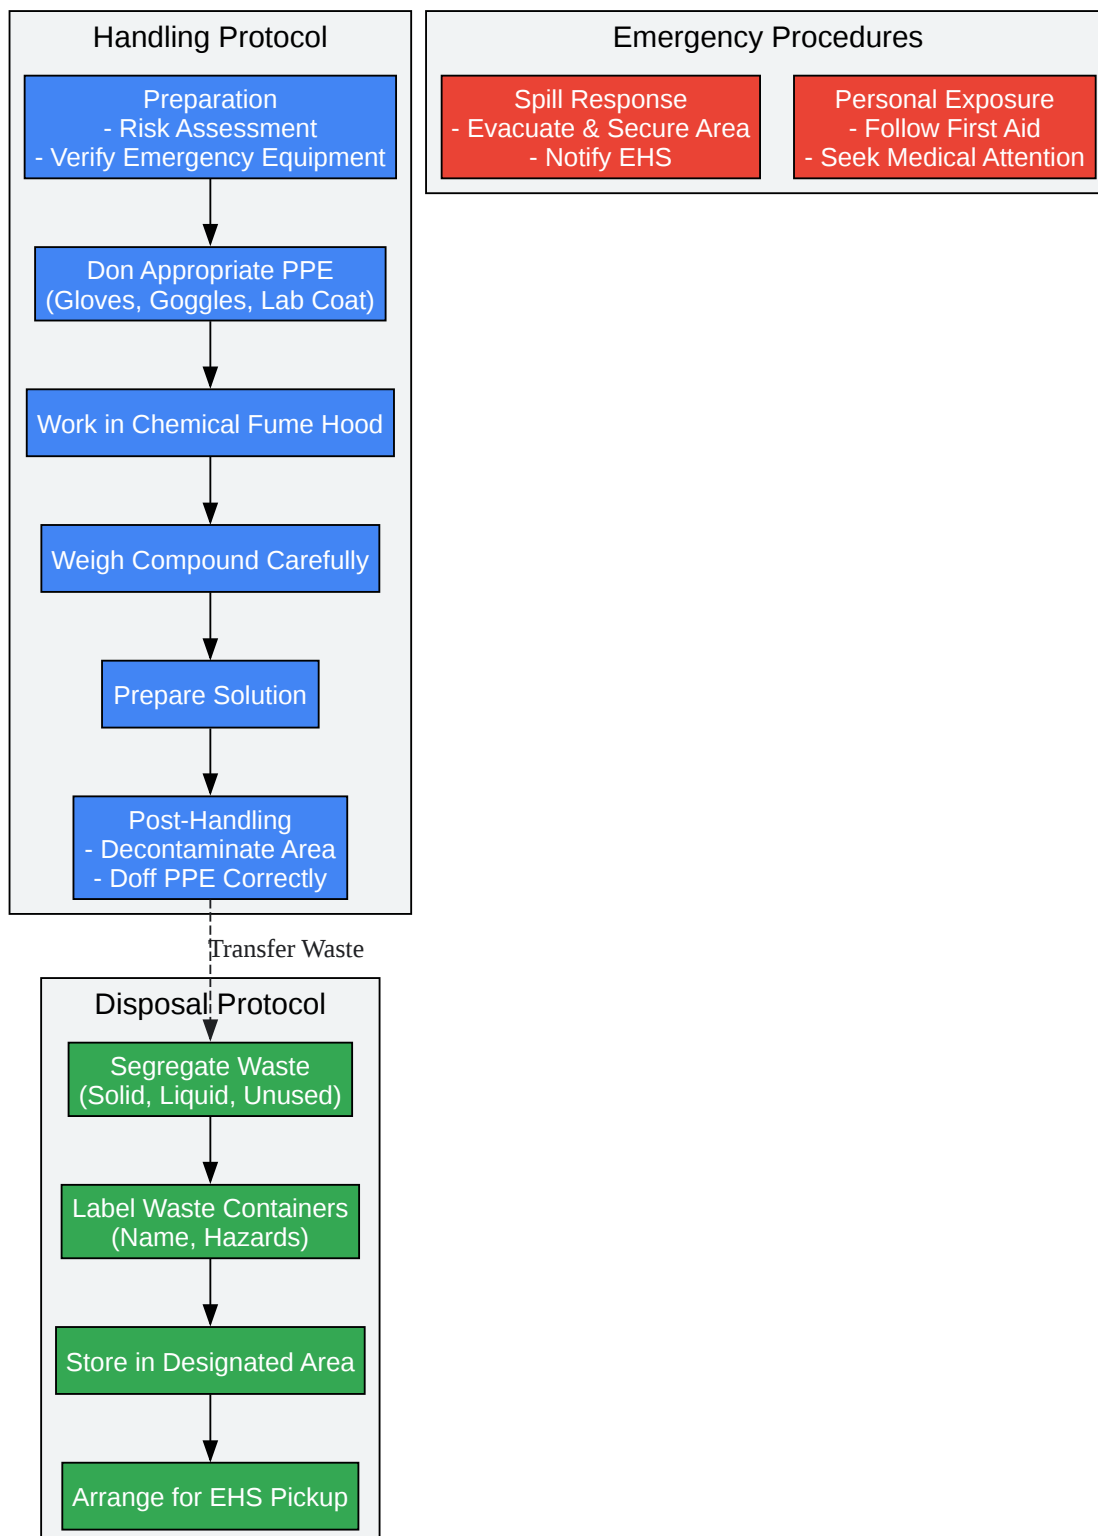 Handling Protocol
Preparation
- Risk Assessment
- Verify Emergency Equipment
Don Appropriate PPE
(Gloves, Goggles, Lab Coat)
Work in Chemical Fume Hood
Weigh Compound Carefully
Prepare Solution
Post-Handling
- Decontaminate Area
- Doff PPE Correctly
Transfer Waste
Disposal Protocol
Segregate Waste
(Solid, Liquid, Unused)
Label Waste Containers
(Name, Hazards)
Store in Designated Area
Arrange for EHS Pickup
Emergency Procedures
Spill Response
- Evacuate & Secure Area
- Notify EHS
Personal Exposure
- Follow First Aid
- Seek Medical Attention